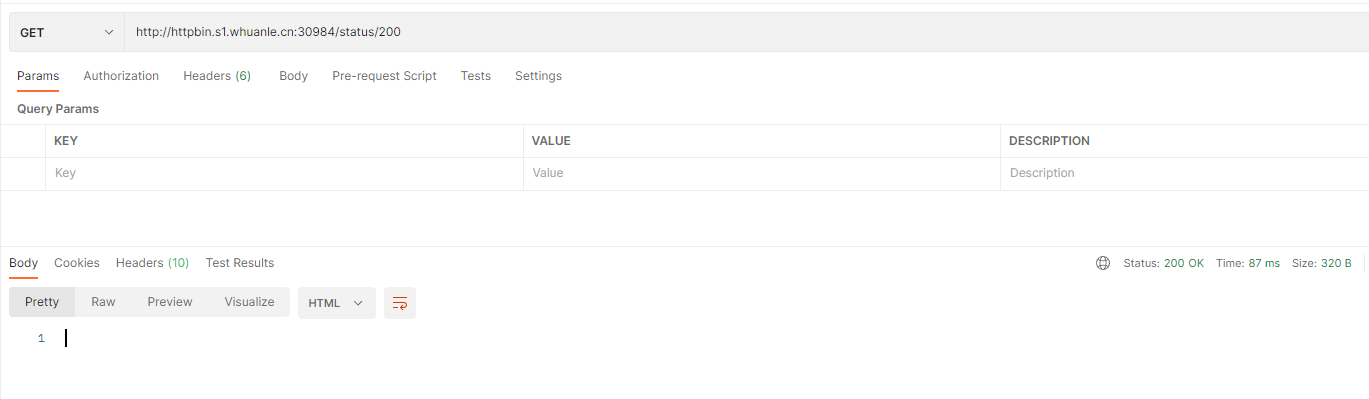 GET http://httpbin.s1.whuanle.cn:30984/status/200
Params Authorization Headers (6) Body Pre-request Script Tests Settings
Query Params
KEY VALUE DESCRIPTION
Key Value Description
Body Cookies Headers (10) Test Results Status: 200 OK Time: 87 ms Size: 320 B
Pretty Raw Preview Visualize HTML
1